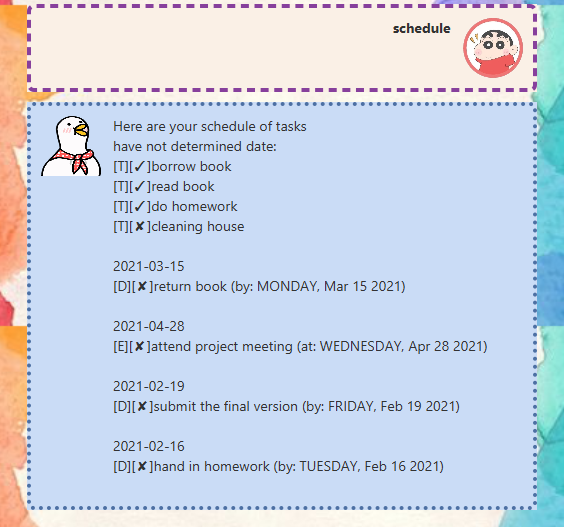 schedule
Here are your schedule of tasks
have not determined date:
[T][✓]borrow book
[T][✓]read book
[T][✓]do homework
[T][✘]cleaning house
2021-03-15
[D][✘]return book (by: MONDAY, Mar 15 2021)
2021-04-28
[E][✘]attend project meeting (at: WEDNESDAY, Apr 28 2021)
2021-02-19
[D][✘]submit the final version (by: FRIDAY, Feb 19 2021)
2021-02-16
[D][✘]hand in homework (by: TUESDAY, Feb 16 2021)